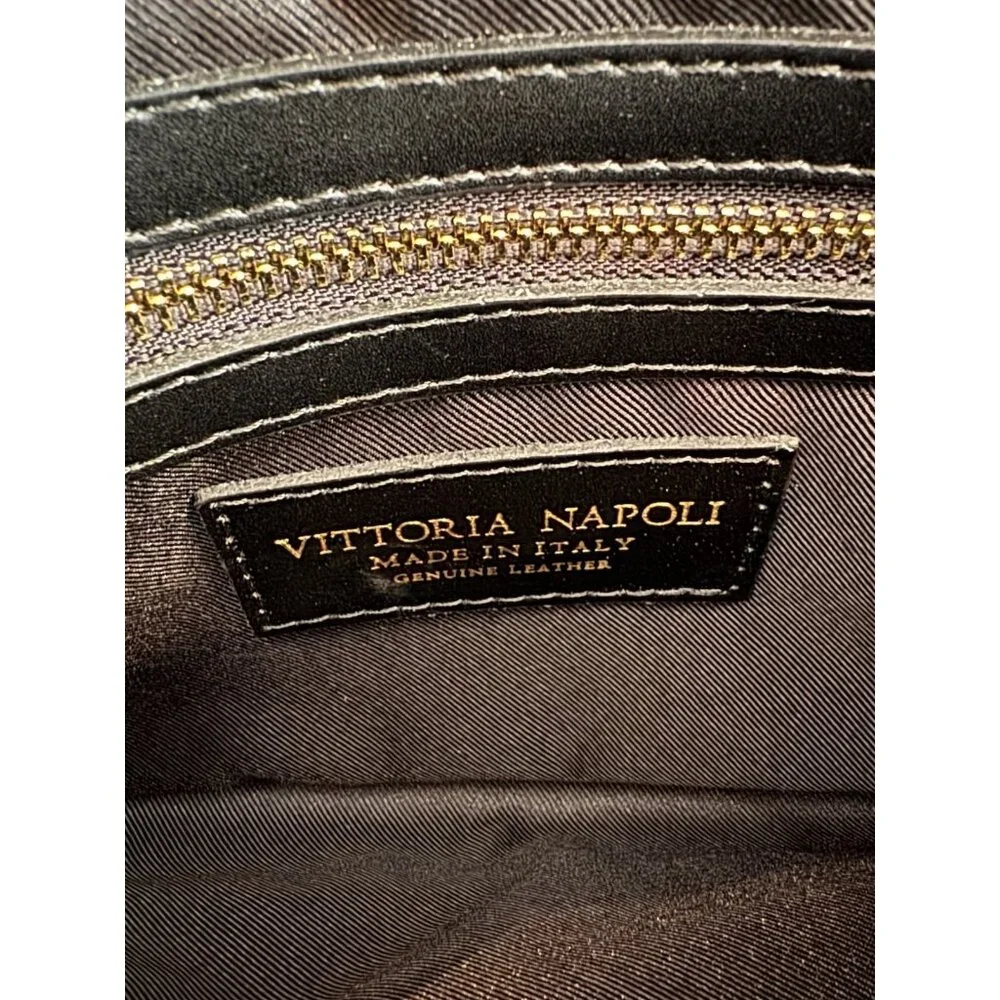 VITTORIA NAPOLI
MADE IN ITALY
GENUINE LEATHER